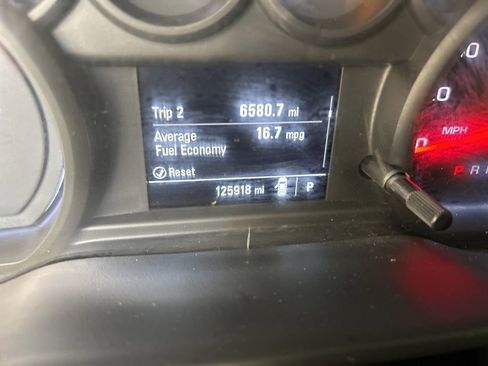 Trip 2 6580.7 mi
Average 16.7 mpg
Fuel Economy
Reset
125918 mi P
MPH
P R